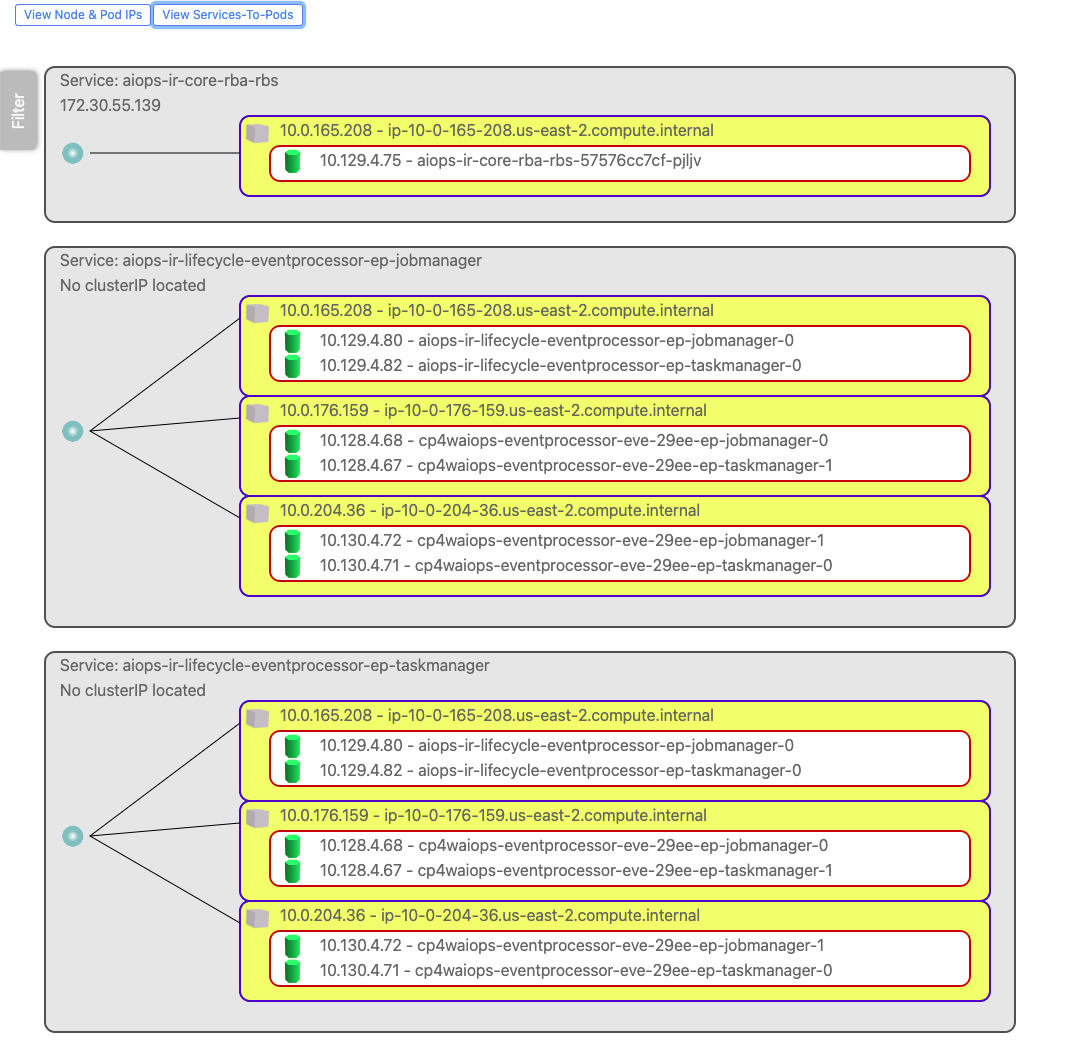 View Node & Pod IPs
View Services-To-Pods
Filter
Service: aiops-ir-core-rba-rbs
172.30.55.139
10.0.165.208 - ip-10-0-165-208.us-east-2.compute.internal
10.129.4.75 - aiops-ir-core-rba-rbs-57576cc7cf-pjljv
Service: aiops-ir-lifecycle-eventprocessor-ep-jobmanager
No clusterIP located
10.0.165.208 - ip-10-0-165-208.us-east-2.compute.internal
10.129.4.80 - aiops-ir-lifecycle-eventprocessor-ep-jobmanager-0
10.129.4.82 - aiops-ir-lifecycle-eventprocessor-ep-taskmanager-0
10.0.176.159 - ip-10-0-176-159.us-east-2.compute.internal
10.128.4.68 - cp4waiops-eventprocessor-eve-29ee-ep-jobmanager-0
10.128.4.67 - cp4waiops-eventprocessor-eve-29ee-ep-taskmanager-1
10.0.204.36 - ip-10-0-204-36.us-east-2.compute.internal
10.130.4.72 - cp4waiops-eventprocessor-eve-29ee-ep-jobmanager-1
10.130.4.71 - cp4waiops-eventprocessor-eve-29ee-ep-taskmanager-0
Service: aiops-ir-lifecycle-eventprocessor-ep-taskmanager
No clusterIP located
10.0.165.208 - ip-10-0-165-208.us-east-2.compute.internal
10.129.4.80 - aiops-ir-lifecycle-eventprocessor-ep-jobmanager-0
10.129.4.82 - aiops-ir-lifecycle-eventprocessor-ep-taskmanager-0
10.0.176.159 - ip-10-0-176-159.us-east-2.compute.internal
10.128.4.68 - cp4waiops-eventprocessor-eve-29ee-ep-jobmanager-0
10.128.4.67 - cp4waiops-eventprocessor-eve-29ee-ep-taskmanager-1
10.0.204.36 - ip-10-0-204-36.us-east-2.compute.internal
10.130.4.72 - cp4waiops-eventprocessor-eve-29ee-ep-jobmanager-1
10.130.4.71 - cp4waiops-eventprocessor-eve-29ee-ep-taskmanager-0